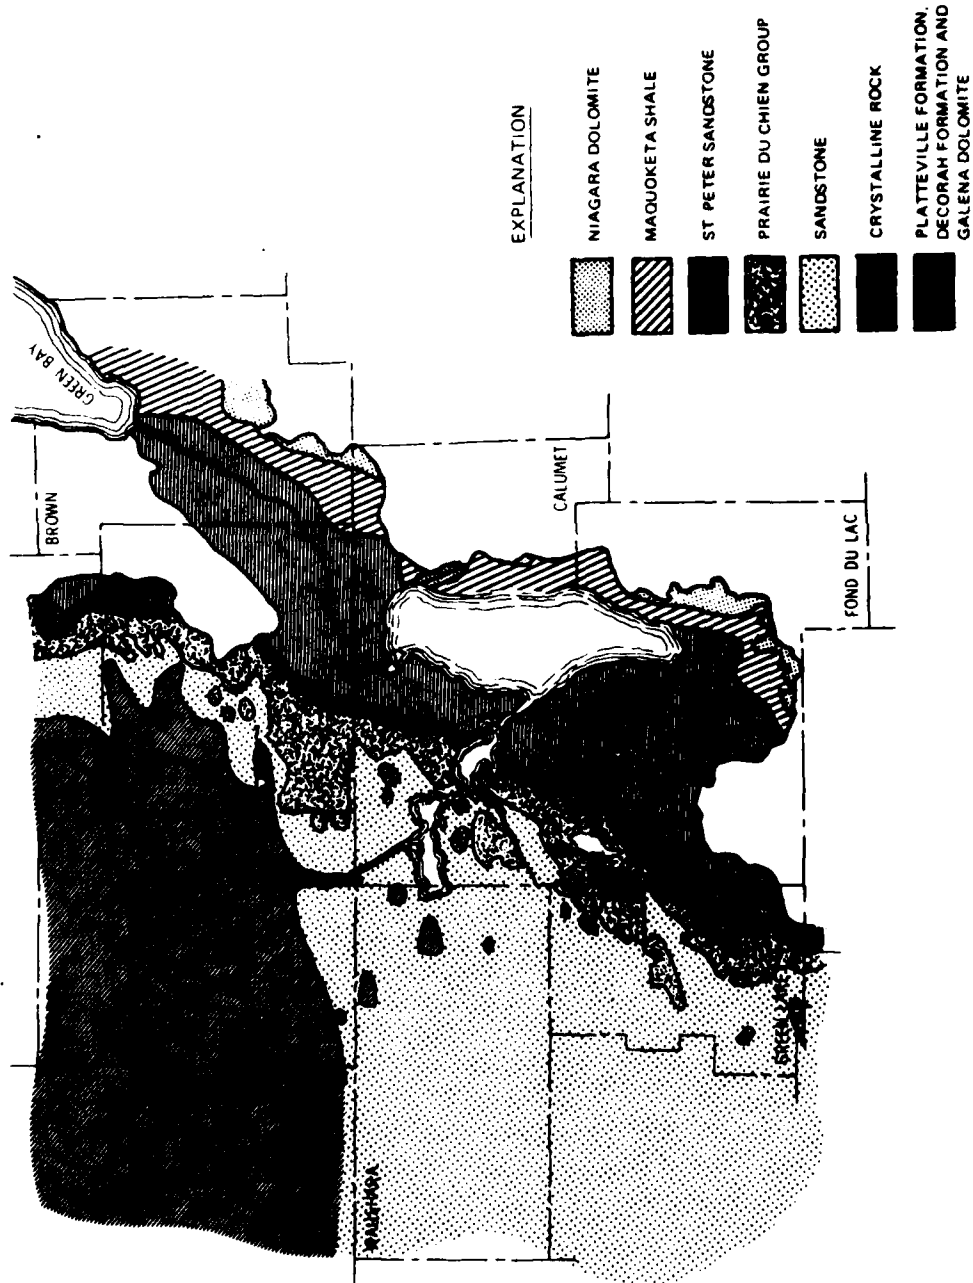 GREEN BAY
BROWN
CALUMET
FOND DU LAC
WAUSHARA
GREEN LAKE
EXPLANATION
NIAGARA DOLOMITE
MAQUOKETA SHALE
ST PETER SANDSTONE
PRAIRIE DU CHIEN GROUP
SANDSTONE
CRYSTALLINE ROCK
PLATTEVILLE FORMATION,
DECORAH FORMATION AND
GALENA DOLOMITE